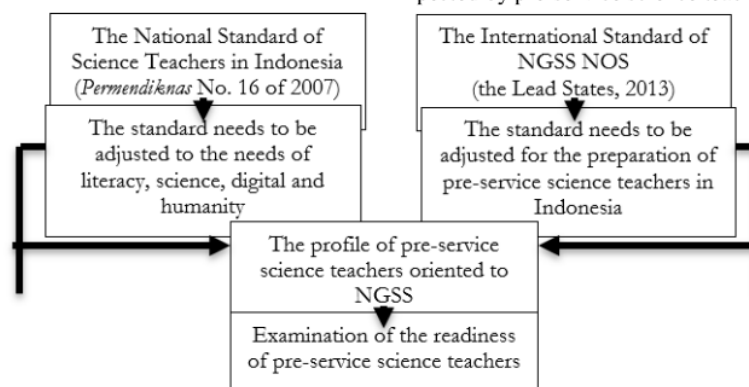 The National Standard of
Science Teachers in Indonesia
(Permendiknas No. 16 of 2007)
The standard needs to be
adjusted to the needs of
literacy, science, digital and
humanity
The International Standard of
NGSS NOS
(the Lead States, 2013)
The standard needs to be
adjusted for the preparation of
pre-service science teachers in
Indonesia
The profile of pre-service
science teachers oriented to
NGSS
Examination of the readiness
of pre-service science teachers